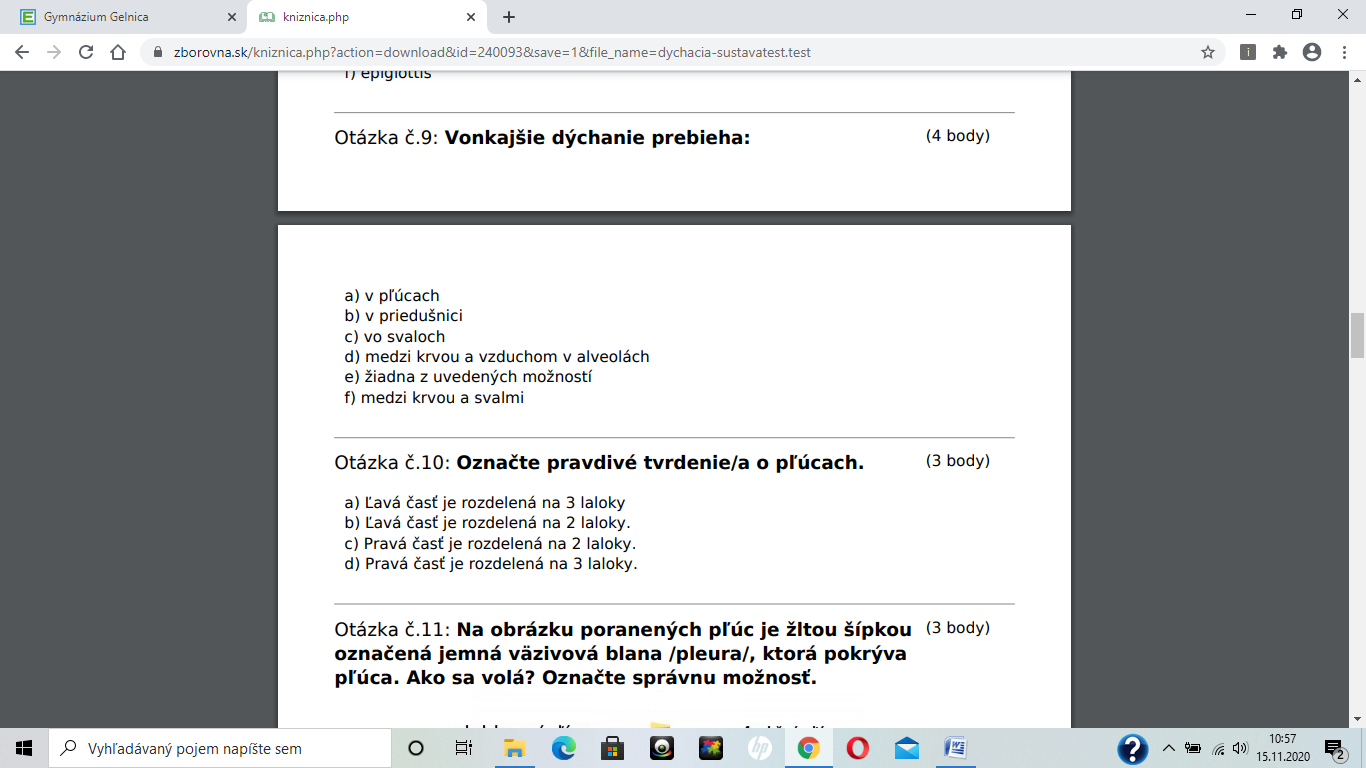 Gymnázium Gelnica
kniznica.php
zborovna.sk/kniznica.php?action=download&id=240093&save=1&file_name=dychacia-sustavatest.test
f) epiglottis
Otázka č.9: Vonkajšie dýchanie prebieha: (4 body)
a) v pľúcach
b) v priedušnici
c) vo svaloch
d) medzi krvou a vzduchom v alveolách
e) žiadna z uvedených možností
f) medzi krvou a svalmi
Otázka č.10: Označte pravdivé tvrdenie/a o pľúcach. (3 body)
a) Ľavá časť je rozdelená na 3 laloky
b) Ľavá časť je rozdelená na 2 laloky.
c) Pravá časť je rozdelená na 2 laloky.
d) Pravá časť je rozdelená na 3 laloky.
Otázka č.11: Na obrázku poranených pľúc je žltou šípkou (3 body)
označená jemná väzivová blana /pleura/, ktorá pokrýva
pľúca. Ako sa volá? Označte správnu možnosť.
Vyhľadávaný pojem napíšte sem
10:57
15.11.2020
2